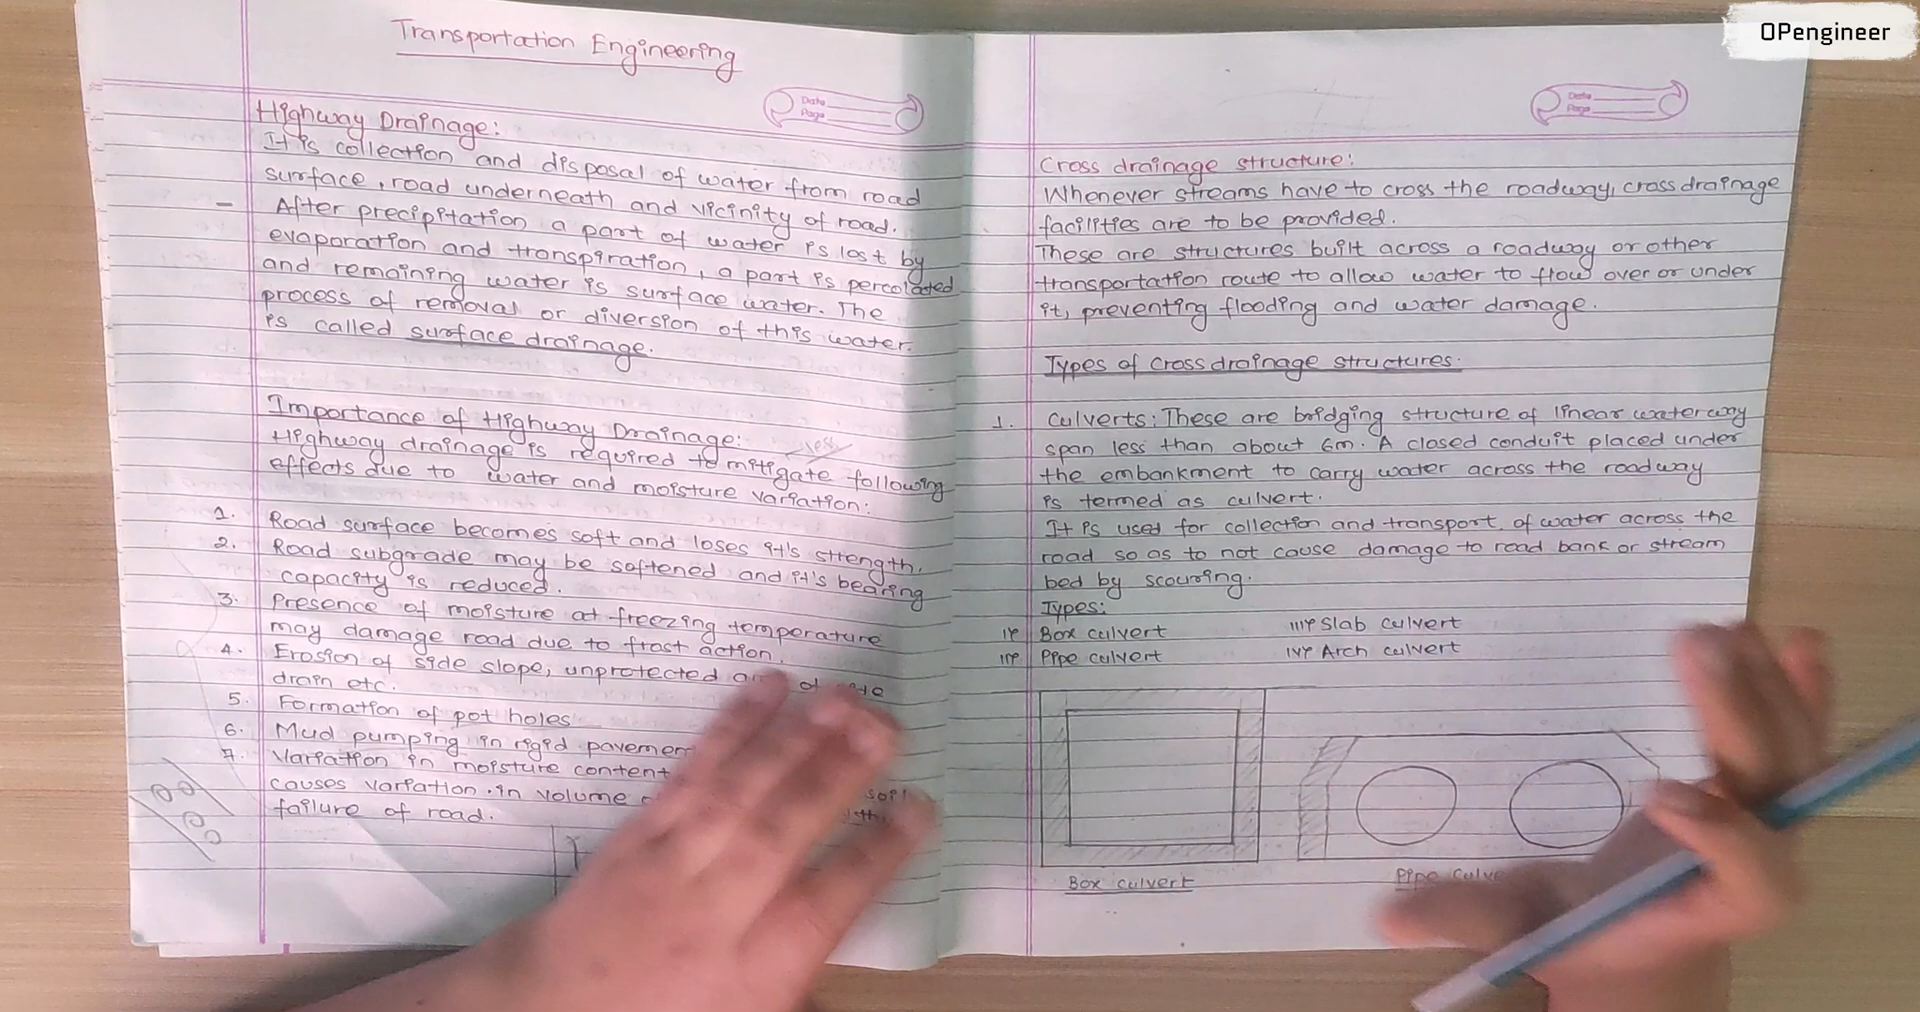 OPengineer
Transportation Engineering
Date
Page
Highway Drainage:
It is collection and disposal of water from road
surface, road underneath and vicinity of road.
- After precipitation a part of water is lost by
evaporation and transpiration, a part is percolated
and remaining water is surface water. The
process of removal or diversion of this water.
is called surface drainage.
Importance of Highway Drainage:
Highway drainage is required to mitigate following
effects due to water and moisture variation:
1. Road surface becomes soft and loses it's strength.
2. Road subgrade may be softened and it's bearing
capacity is reduced.
3. Presence of moisture at freezing temperature
may damage road due to frost action.
4. Erosion of side slope, unprotected
drain etc.
5. Formation of pot holes
6. Mud pumping in rigid
7. Variation in moisture content
causes variation in volume
failure of road.
Date
Page
Cross drainage structure:
Whenever streams have to cross the roadway, cross drainage
facilities are to be provided.
These are structures built across a roadway or other
transportation route to allow water to flow over or under
it, preventing flooding and water damage.
Types of Cross drainage structures.
1. Culverts: These are bridging structure of linear waterway
span less than about 6m. A closed conduit placed under
the embankment to carry water across the roadway
is termed as culvert.
It is used for collection and transport of water across the
road so as to not cause damage to road bank or stream
bed by scouring.
Types:
i) Box culvert iii) Slab culvert
ii) Pipe culvert iv) Arch culvert
Box culvert Pipe